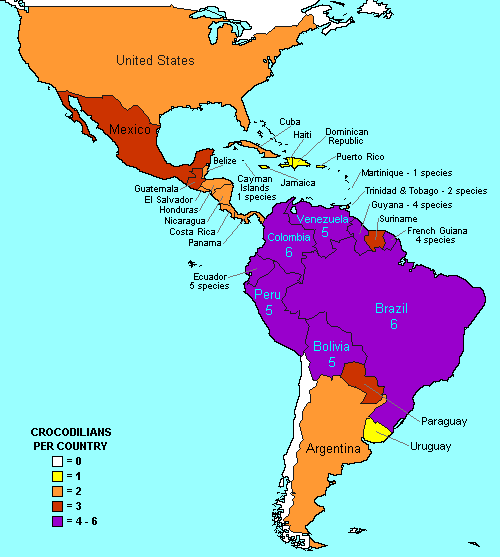 United States
Mexico
Cuba
Haiti
Dominican
Republic
Puerto Rico
Belize
Cayman
Islands
1 species
Jamaica
Martinique - 1 species
Trinidad & Tobago - 2 species
Guyana - 4 species
Suriname
French Guiana
4 species
Guatemala
El Salvador
Honduras
Nicaragua
Costa Rica
Panama
Venezuela
5
Colombia
6
Ecuador
5 species
Peru
5
Brazil
6
Bolivia
5
Paraguay
Uruguay
Argentina
CROCODILIANS
PER COUNTRY
= 0
= 1
= 2
= 3
= 4 - 6